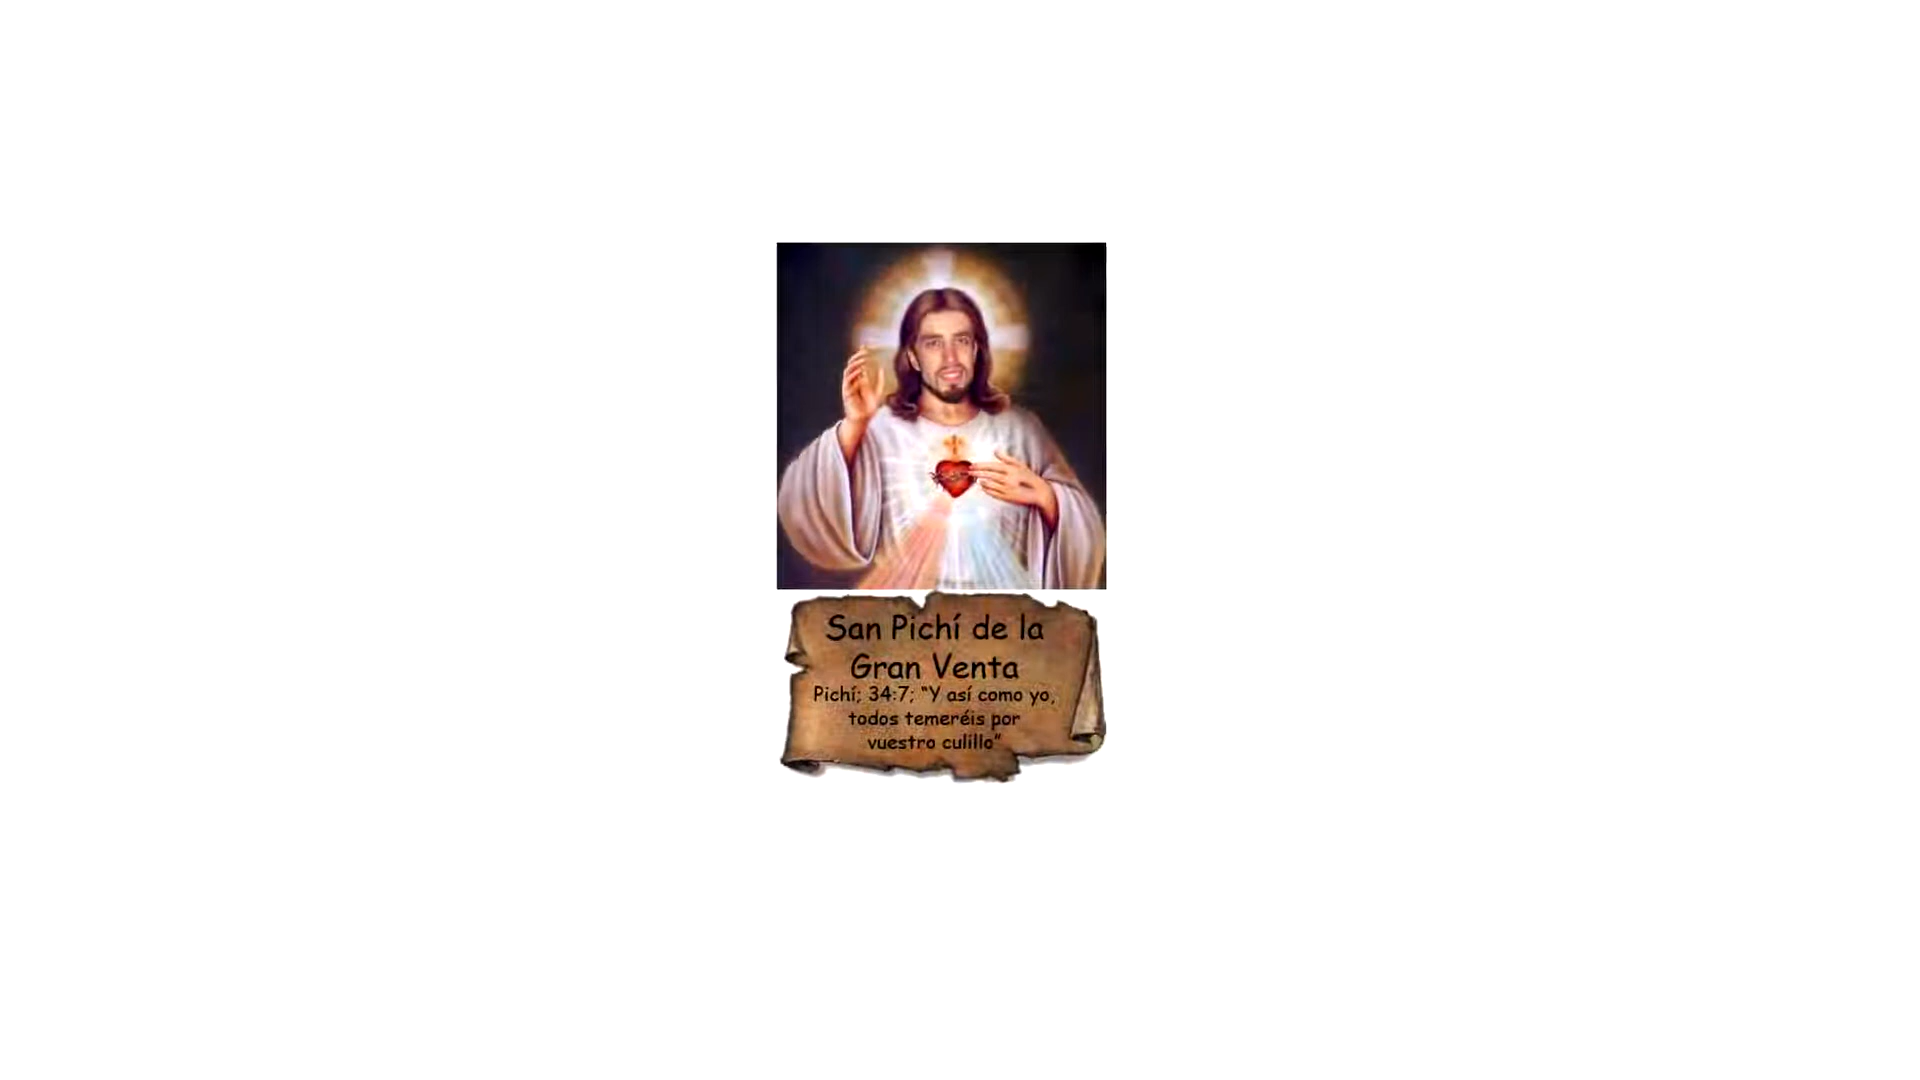 San Pichí de la
Gran Venta
Pichí; 34:7; “Y así como yo,
todos temeréis por
vuestro culillo”